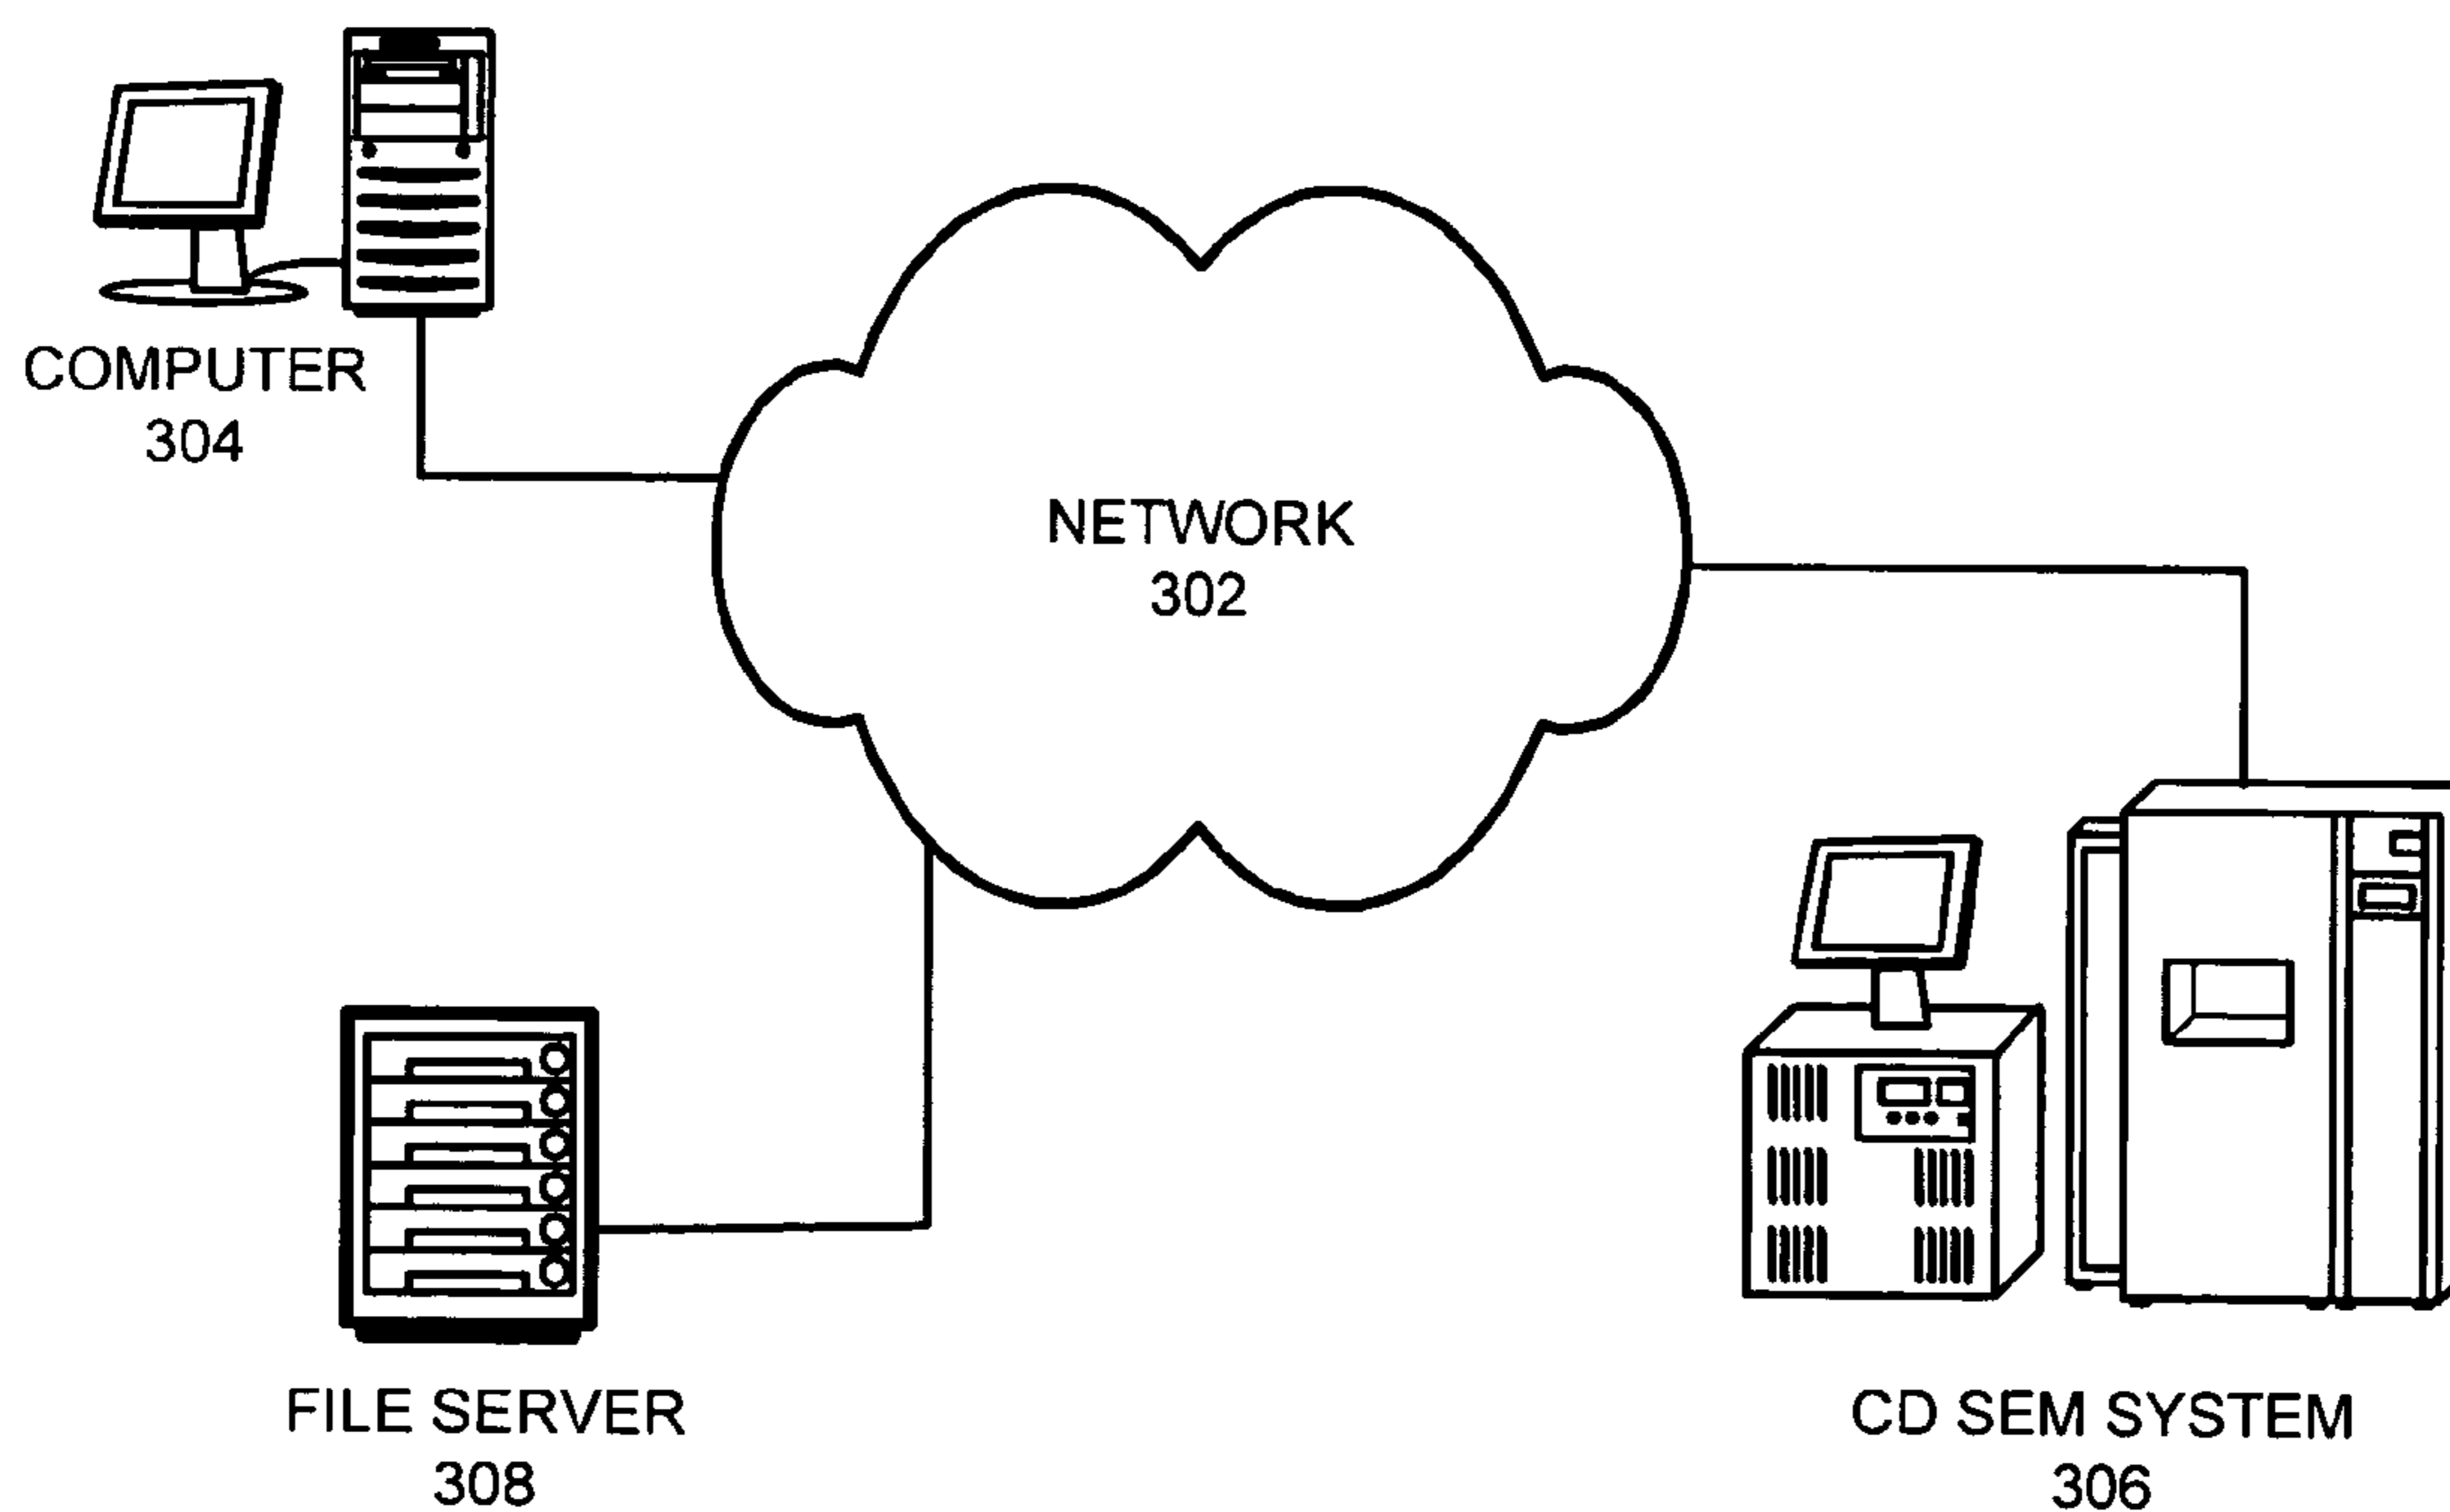 COMPUTER
304
NETWORK
302
FILE SERVER
308
CD SEM SYSTEM
306